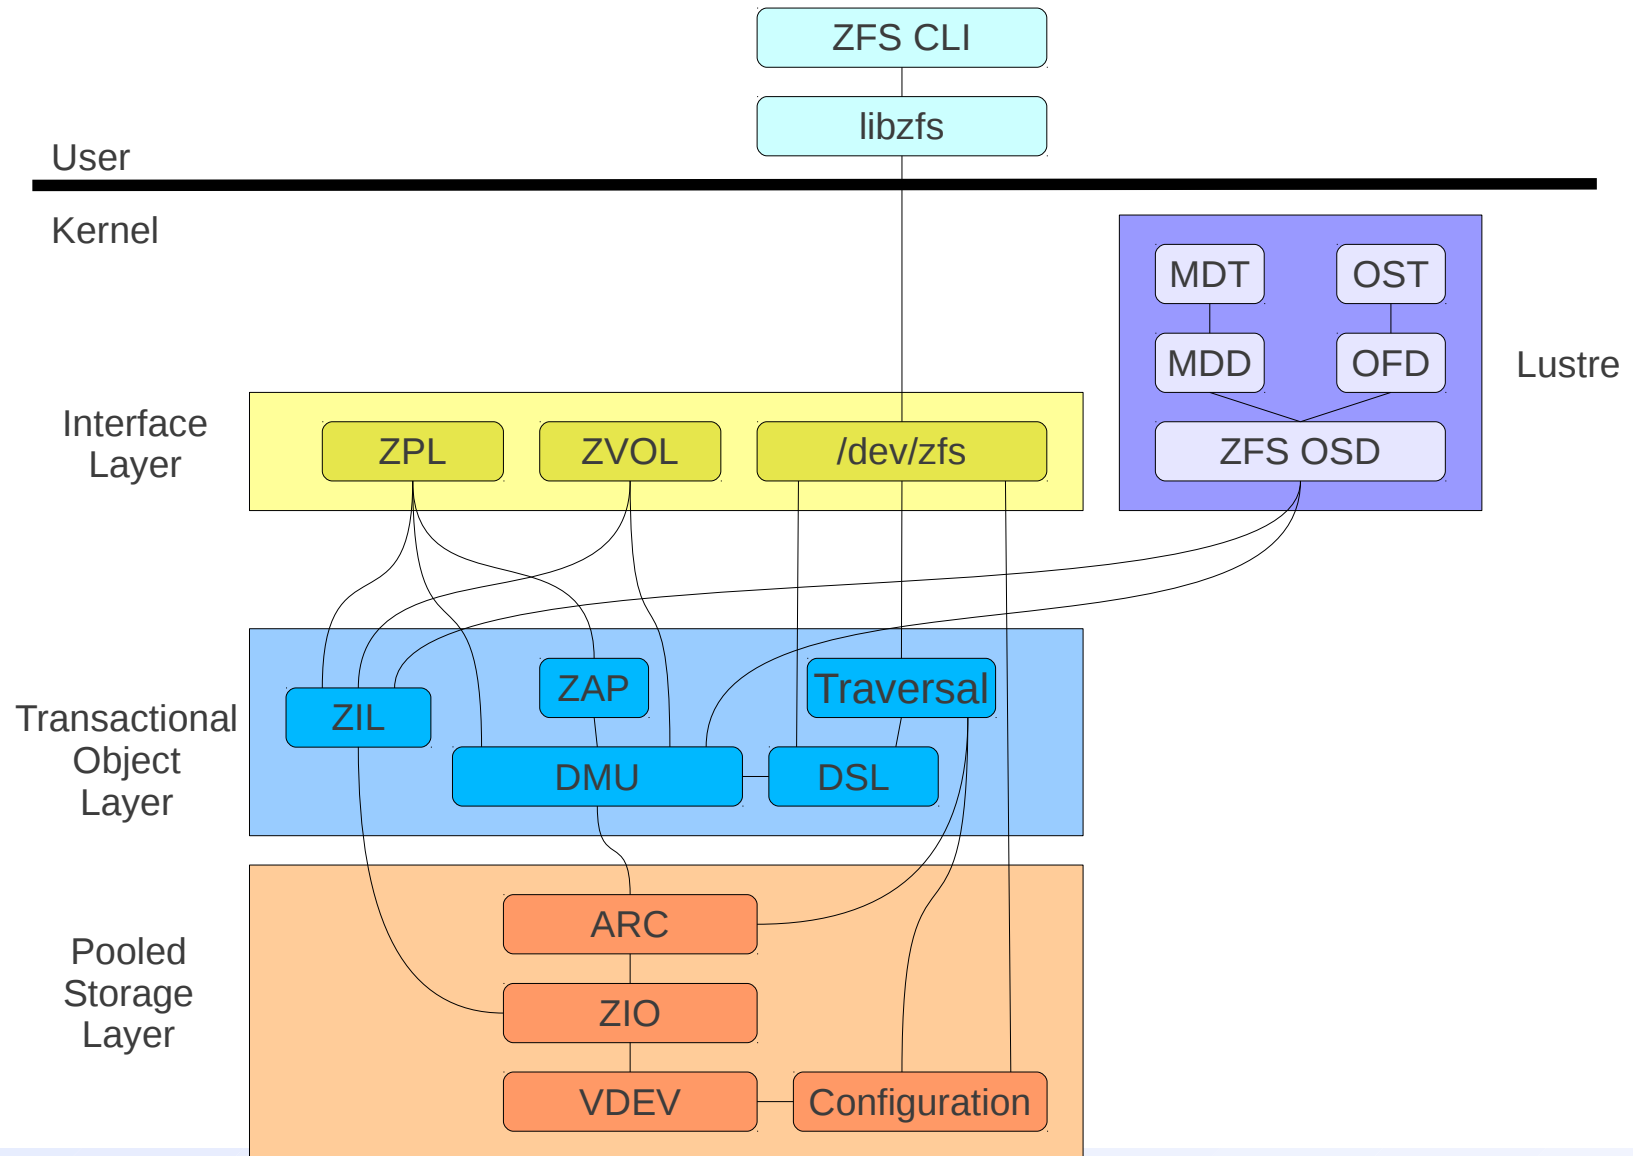 ZFS CLI
libzfs
User
Kernel
MDT
OST
MDD
OFD
Lustre
ZFS OSD
Interface
Layer
ZPL
ZVOL
/dev/zfs
Transactional
Object
Layer
ZIL
ZAP
Traversal
DMU
DSL
Pooled
Storage
Layer
ARC
ZIO
VDEV
Configuration